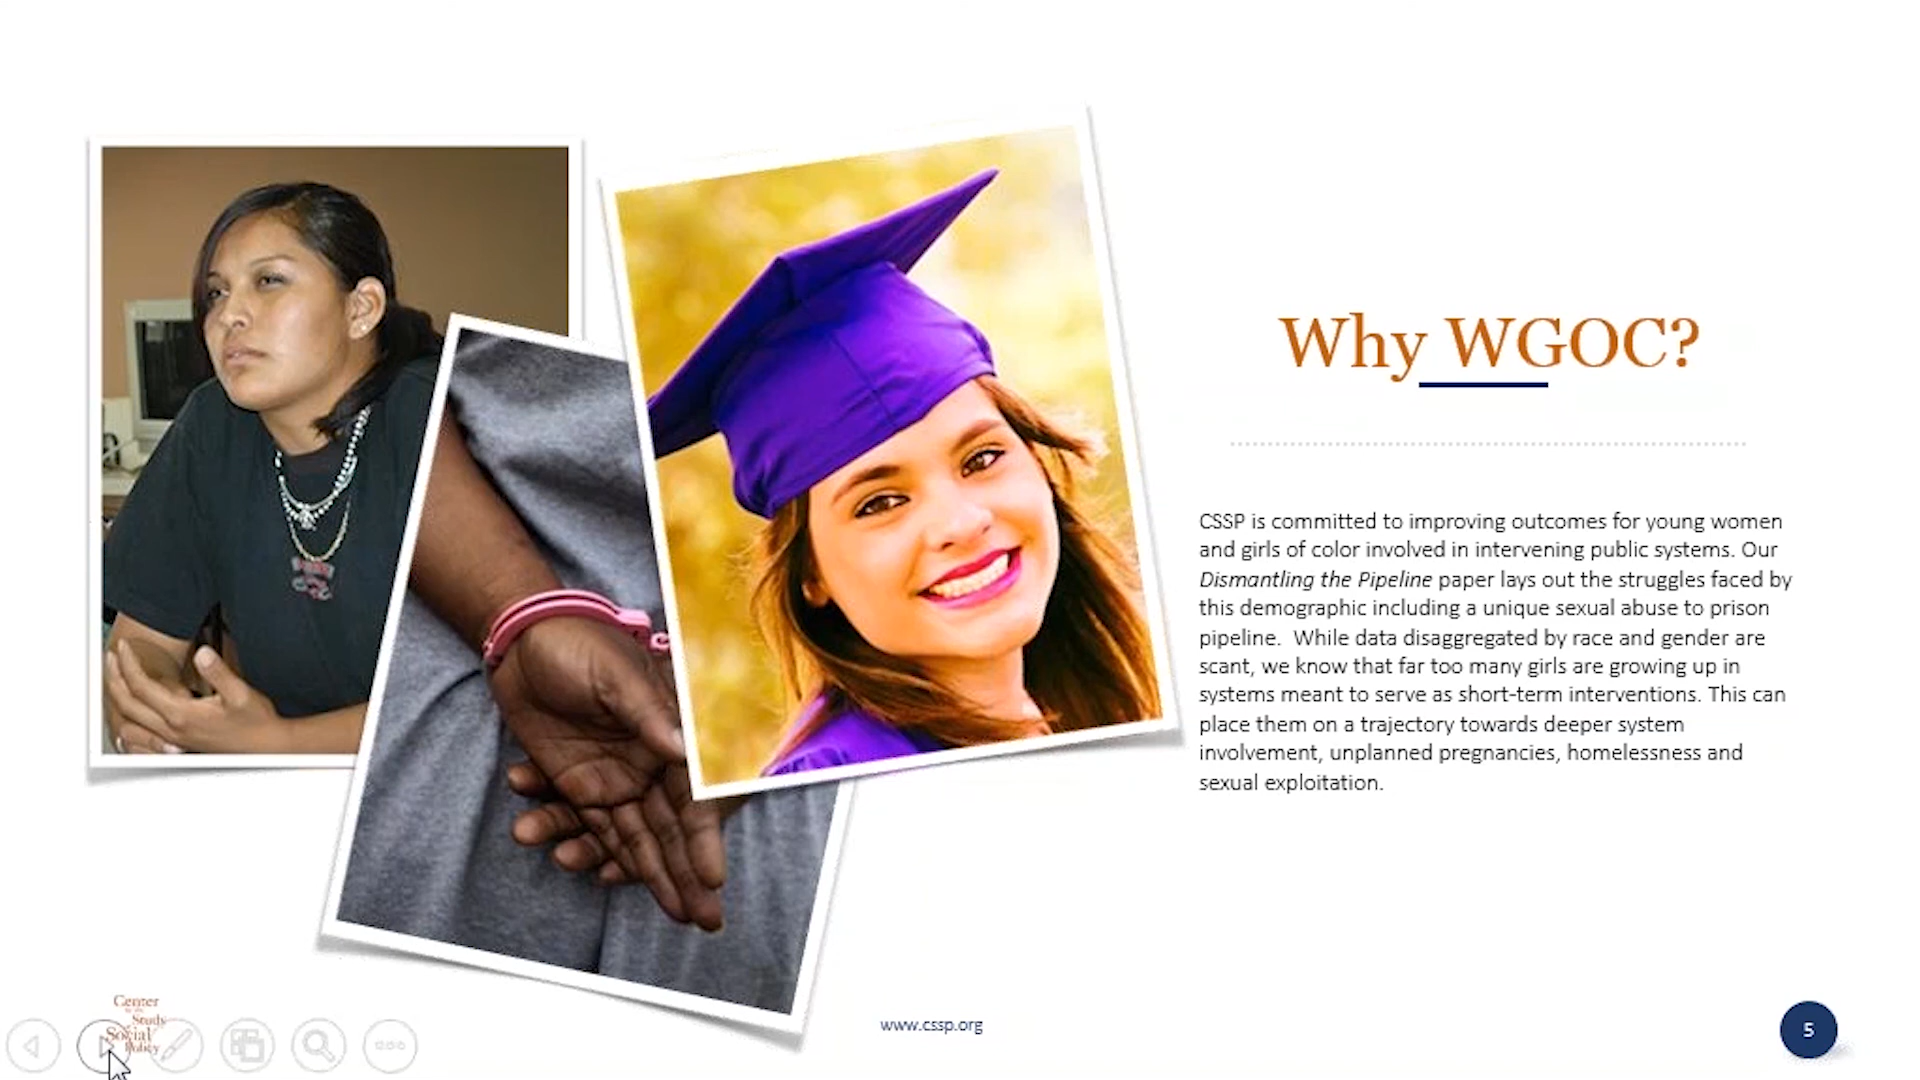 Why WGOC?
CSSP is committed to improving outcomes for young women
and girls of color involved in intervening public systems. Our
Dismantling the Pipeline paper lays out the struggles faced by
this demographic including a unique sexual abuse to prison
pipeline.  While data disaggregated by race and gender are
scant, we know that far too many girls are growing up in
systems meant to serve as short-term interventions. This can
place them on a trajectory towards deeper system
involvement, unplanned pregnancies, homelessness and
sexual exploitation.
Center
Study
Social
Policy
www.cssp.org
5